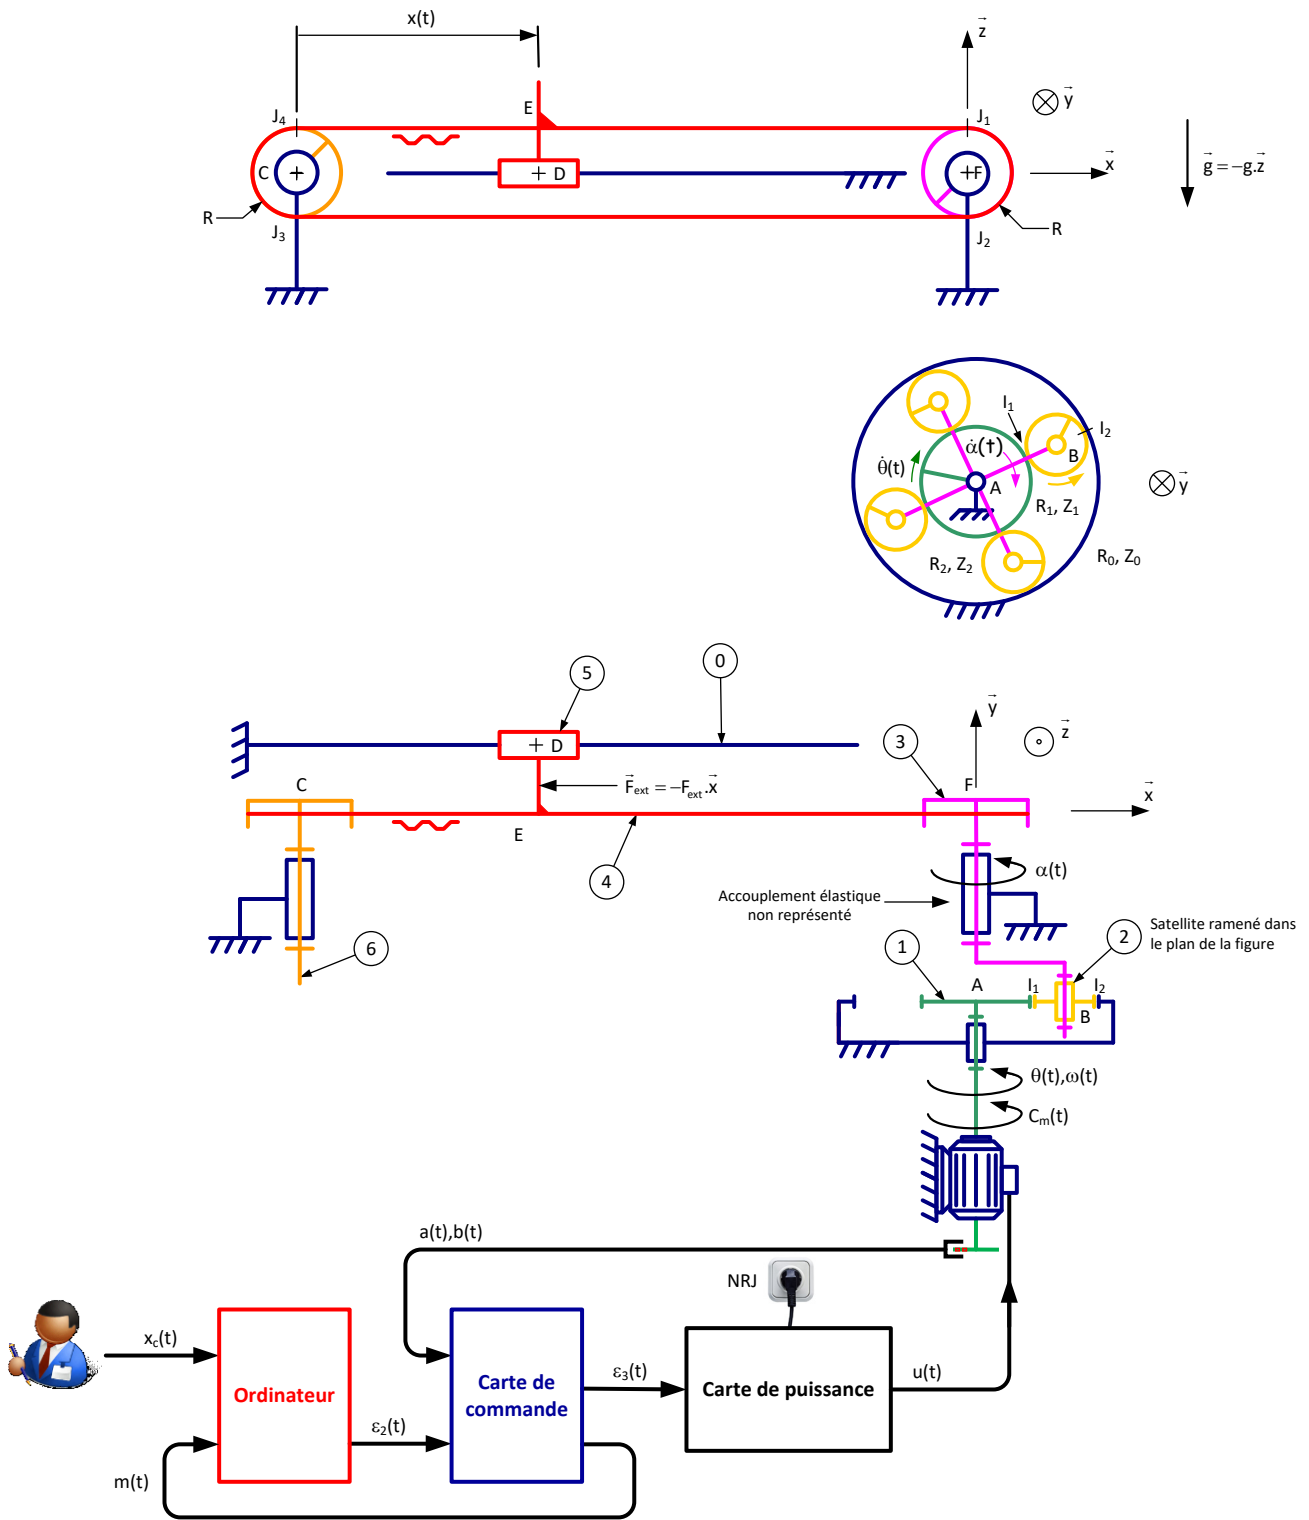 x(t)
z
J4
E
J1
y
C
D
F
x
g = -g.z
R
J3
J2
R
I1
I2
θ̇(t)
α̇(t)
B
A
y
R1, Z1
R2, Z2
R0, Z0
0
5
y
z
D
3
C
F
Fext = -Fext.x
x
E
4
α(t)
Accouplement élastique
non représenté
2
Satellite ramené dans
le plan de la figure
6
1
A
I1
I2
B
θ(t),ω(t)
Cm(t)
a(t),b(t)
NRJ
xc(t)
ε3(t)
u(t)
Ordinateur
Carte de
commande
Carte de puissance
ε2(t)
m(t)